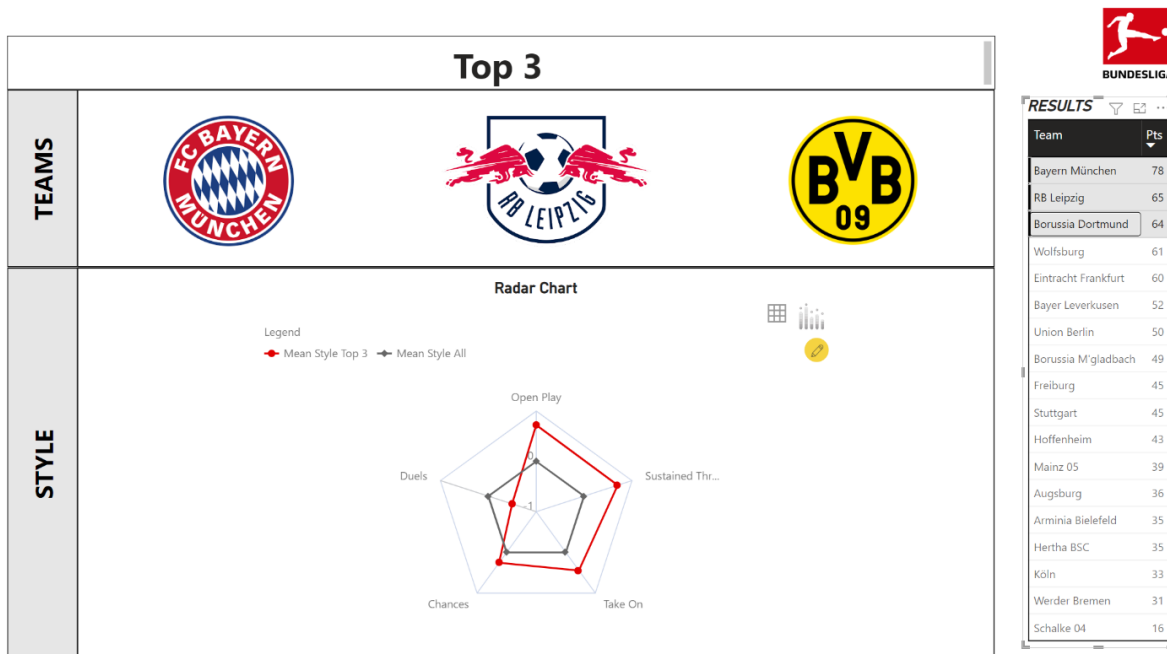 Top 3
BUNDESLIGA
TEAMS
FC BAYERN
MÜNCHEN
RB LEIPZIG
BVB
09
RESULTS
Team Pts
Bayern München 78
RB Leipzig 65
Borussia Dortmund 64
Wolfsburg 61
Eintracht Frankfurt 60
Bayer Leverkusen 52
Union Berlin 50
Borussia M'gladbach 49
Freiburg 45
Stuttgart 45
Hoffenheim 43
Mainz 05 39
Augsburg 36
Arminia Bielefeld 35
Hertha BSC 35
Köln 33
Werder Bremen 31
Schalke 04 16
STYLE
Radar Chart
Legend
Mean Style Top 3 Mean Style All
Open Play
0
Duels
Sustained Thr...
-1
Chances
Take On